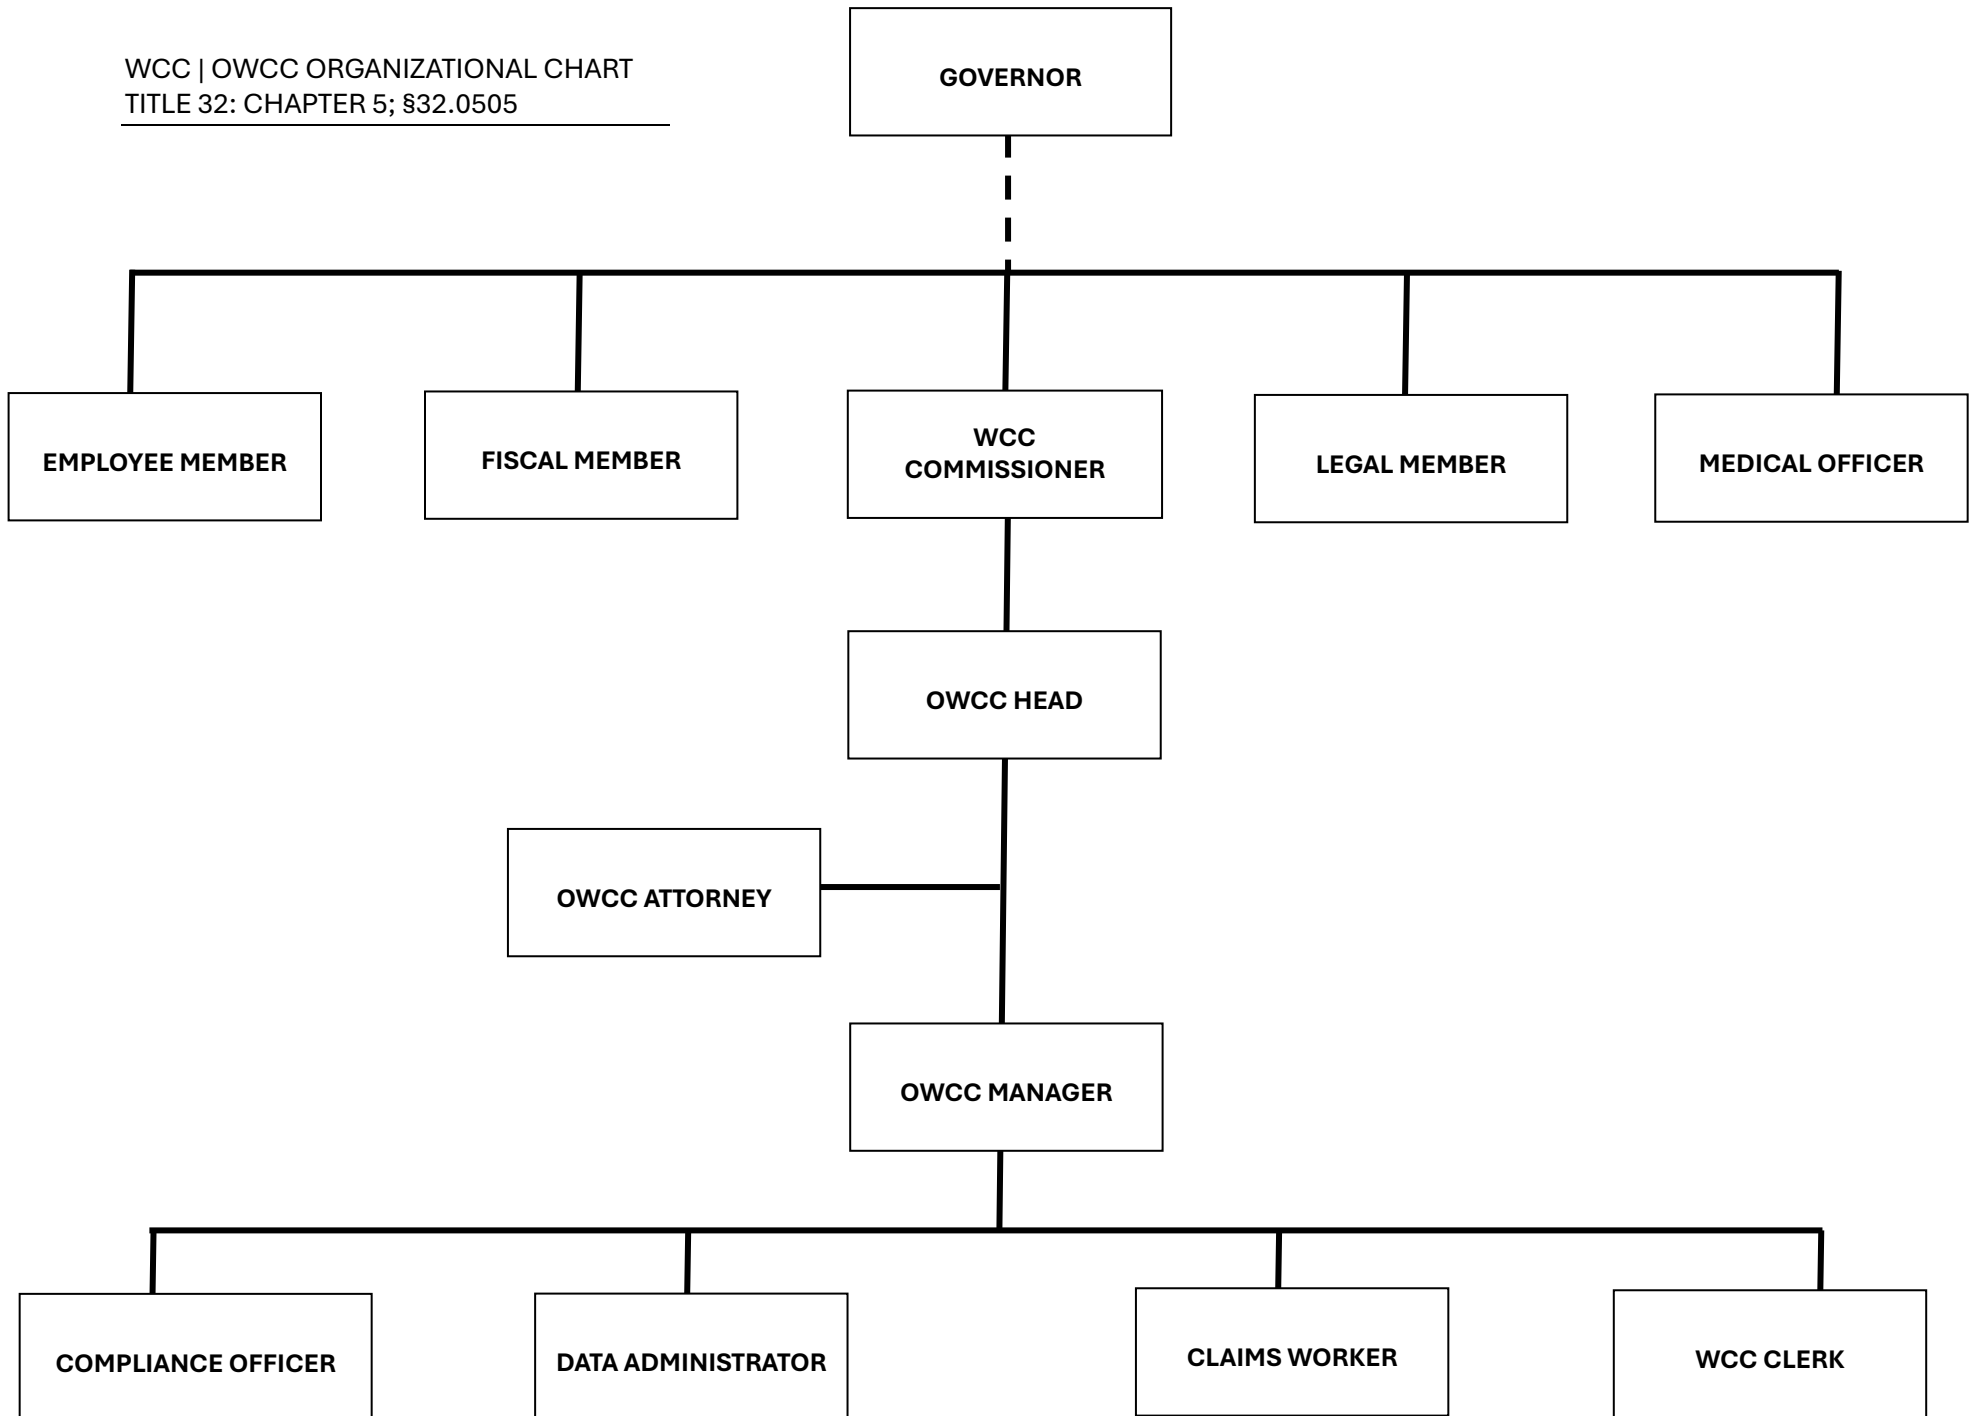 WCC | OWCC ORGANIZATIONAL CHART
TITLE 32: CHAPTER 5; §32.0505
GOVERNOR
EMPLOYEE MEMBER
FISCAL MEMBER
WCC
COMMISSIONER
LEGAL MEMBER
MEDICAL OFFICER
OWCC HEAD
OWCC ATTORNEY
OWCC MANAGER
COMPLIANCE OFFICER
DATA ADMINISTRATOR
CLAIMS WORKER
WCC CLERK